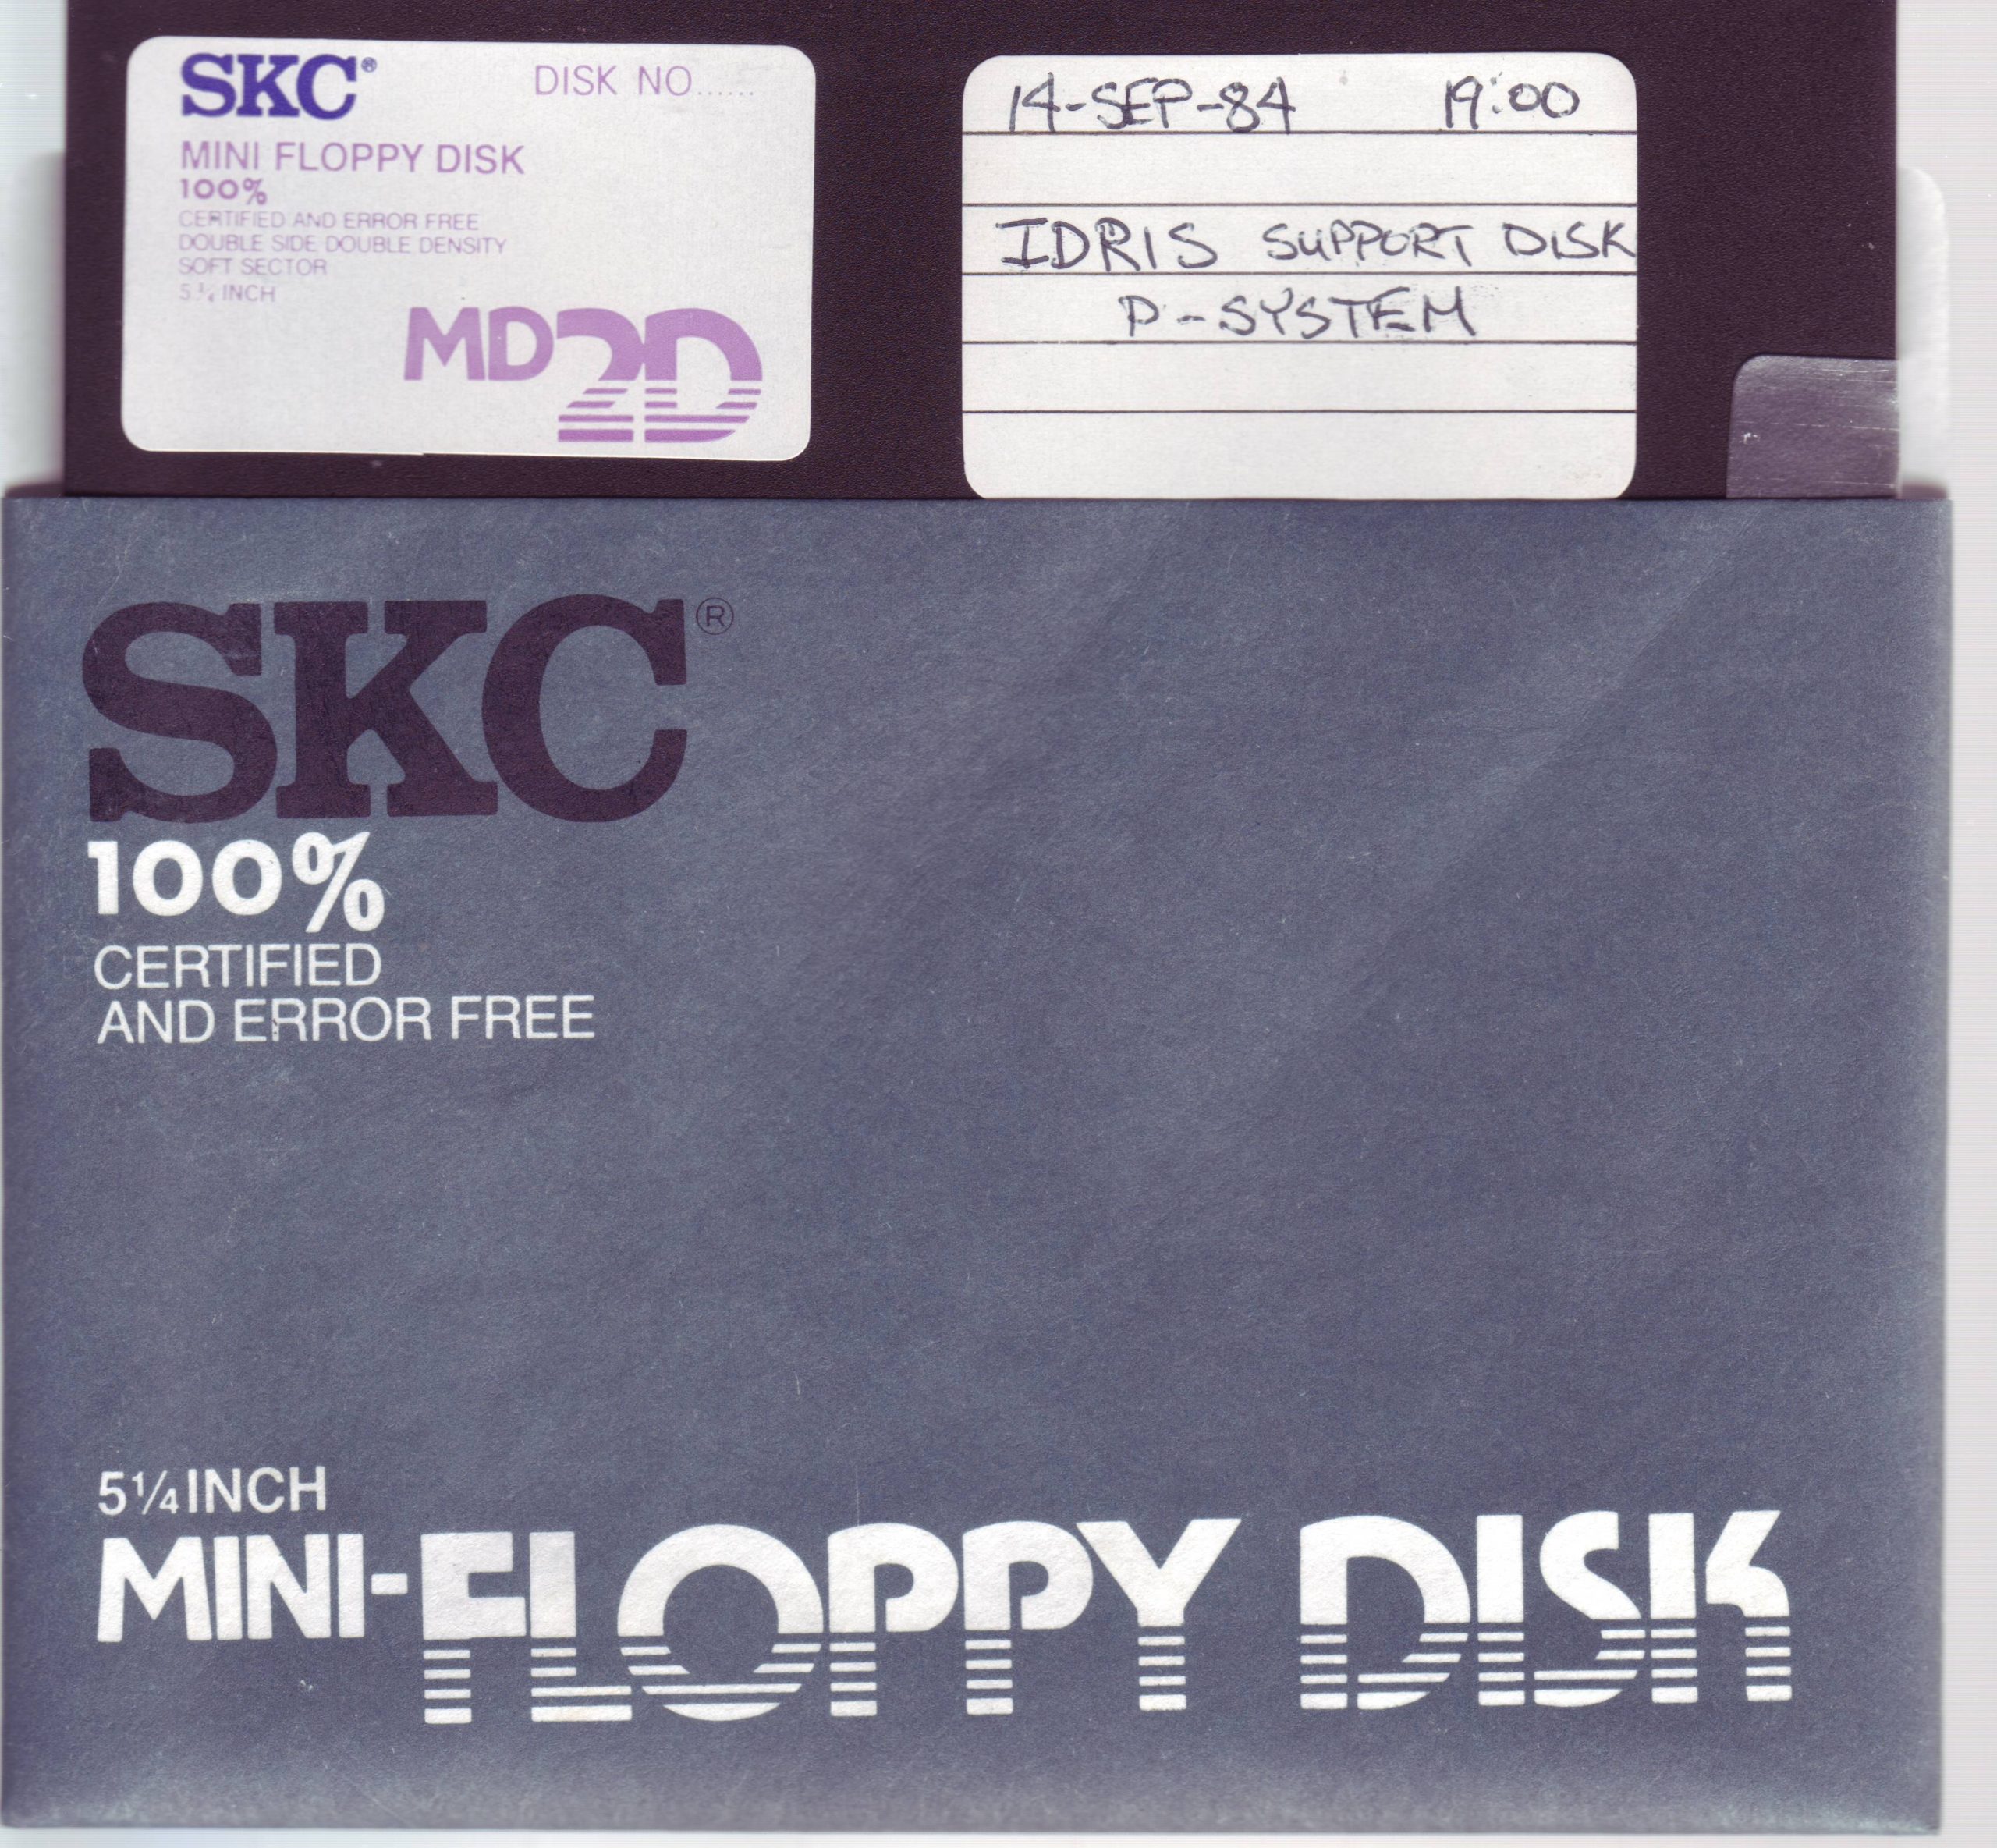 SKC®
DISK NO......
MINI FLOPPY DISK
100%
CERTIFIED AND ERROR FREE
DOUBLE SIDE DOUBLE DENSITY
SOFT SECTOR
5¼ INCH
MD2D
14-SEP-84 19:00
IDRIS SUPPORT DISK
P-SYSTEM
SKC®
100%
CERTIFIED
AND ERROR FREE
5¼ INCH
MINI-FLOPPY DISK